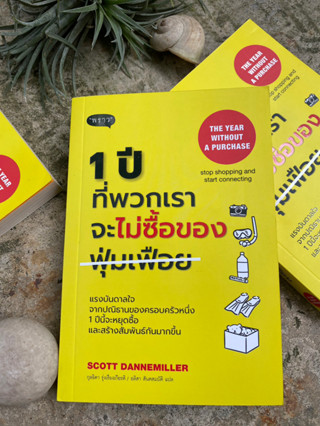 พราว
THE YEAR
WITHOUT
A PURCHASE
stop shopping and
start connecting
1 ปี
ที่พวกเรา
จะไม่ซื้อของ
ฟุ่มเฟือย
แรงบันดาลใจ
จากปณิธานของครอบครัวหนึ่ง
1 ปีนี้จะหยุดซื้อ
และสร้างสัมพันธ์กันมากขึ้น
SCOTT DANNEMILLER
THE YEAR
WITHOUT
A PURCHASE
stop shopping and
start connecting